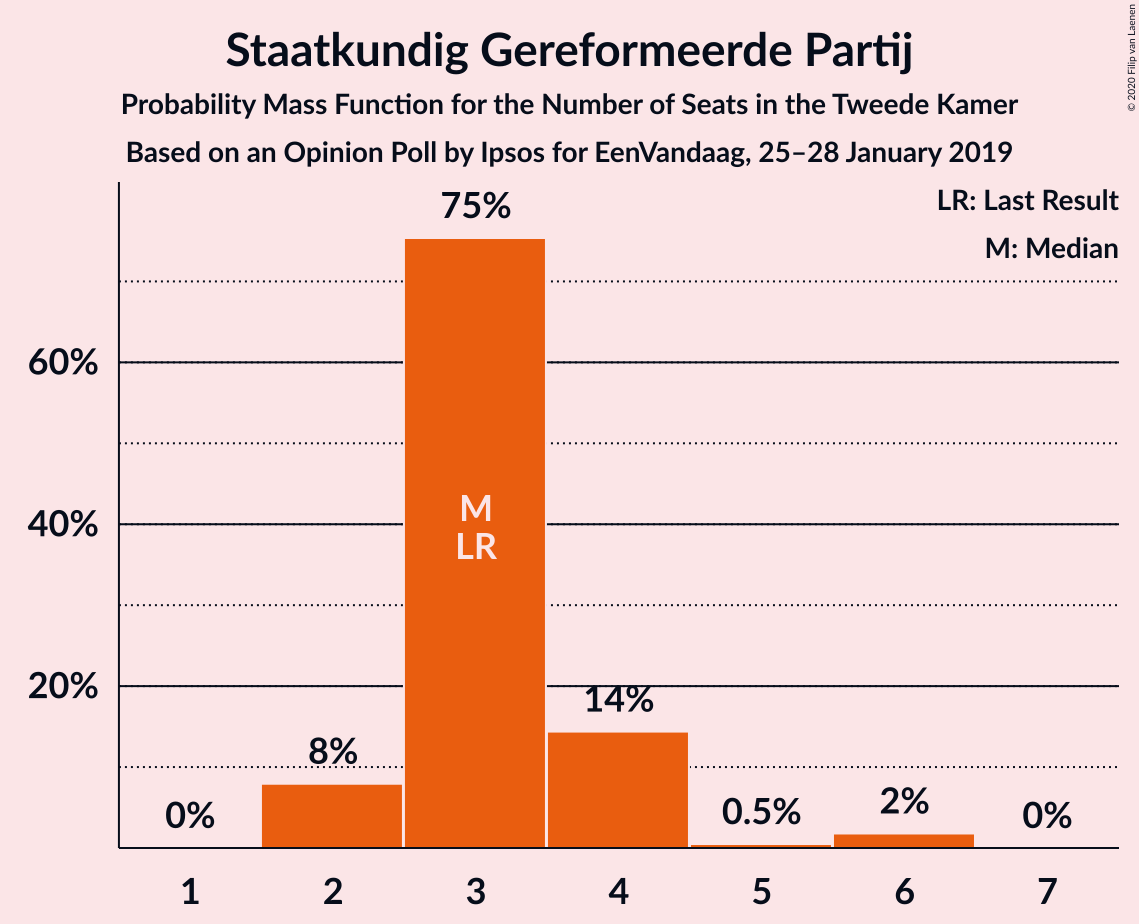 Staatkundig Gereformeerde Partij
Probability Mass Function for the Number of Seats in the Tweede Kamer
Based on an Opinion Poll by Ipsos for EenVandaag, 25–28 January 2019
© 2020 Filip van Laenen
LR: Last Result
M: Median
75%
60%
40%
20%
M
LR
0%
8%
14%
0.5%
2%
0%
1 2 3 4 5 6 7